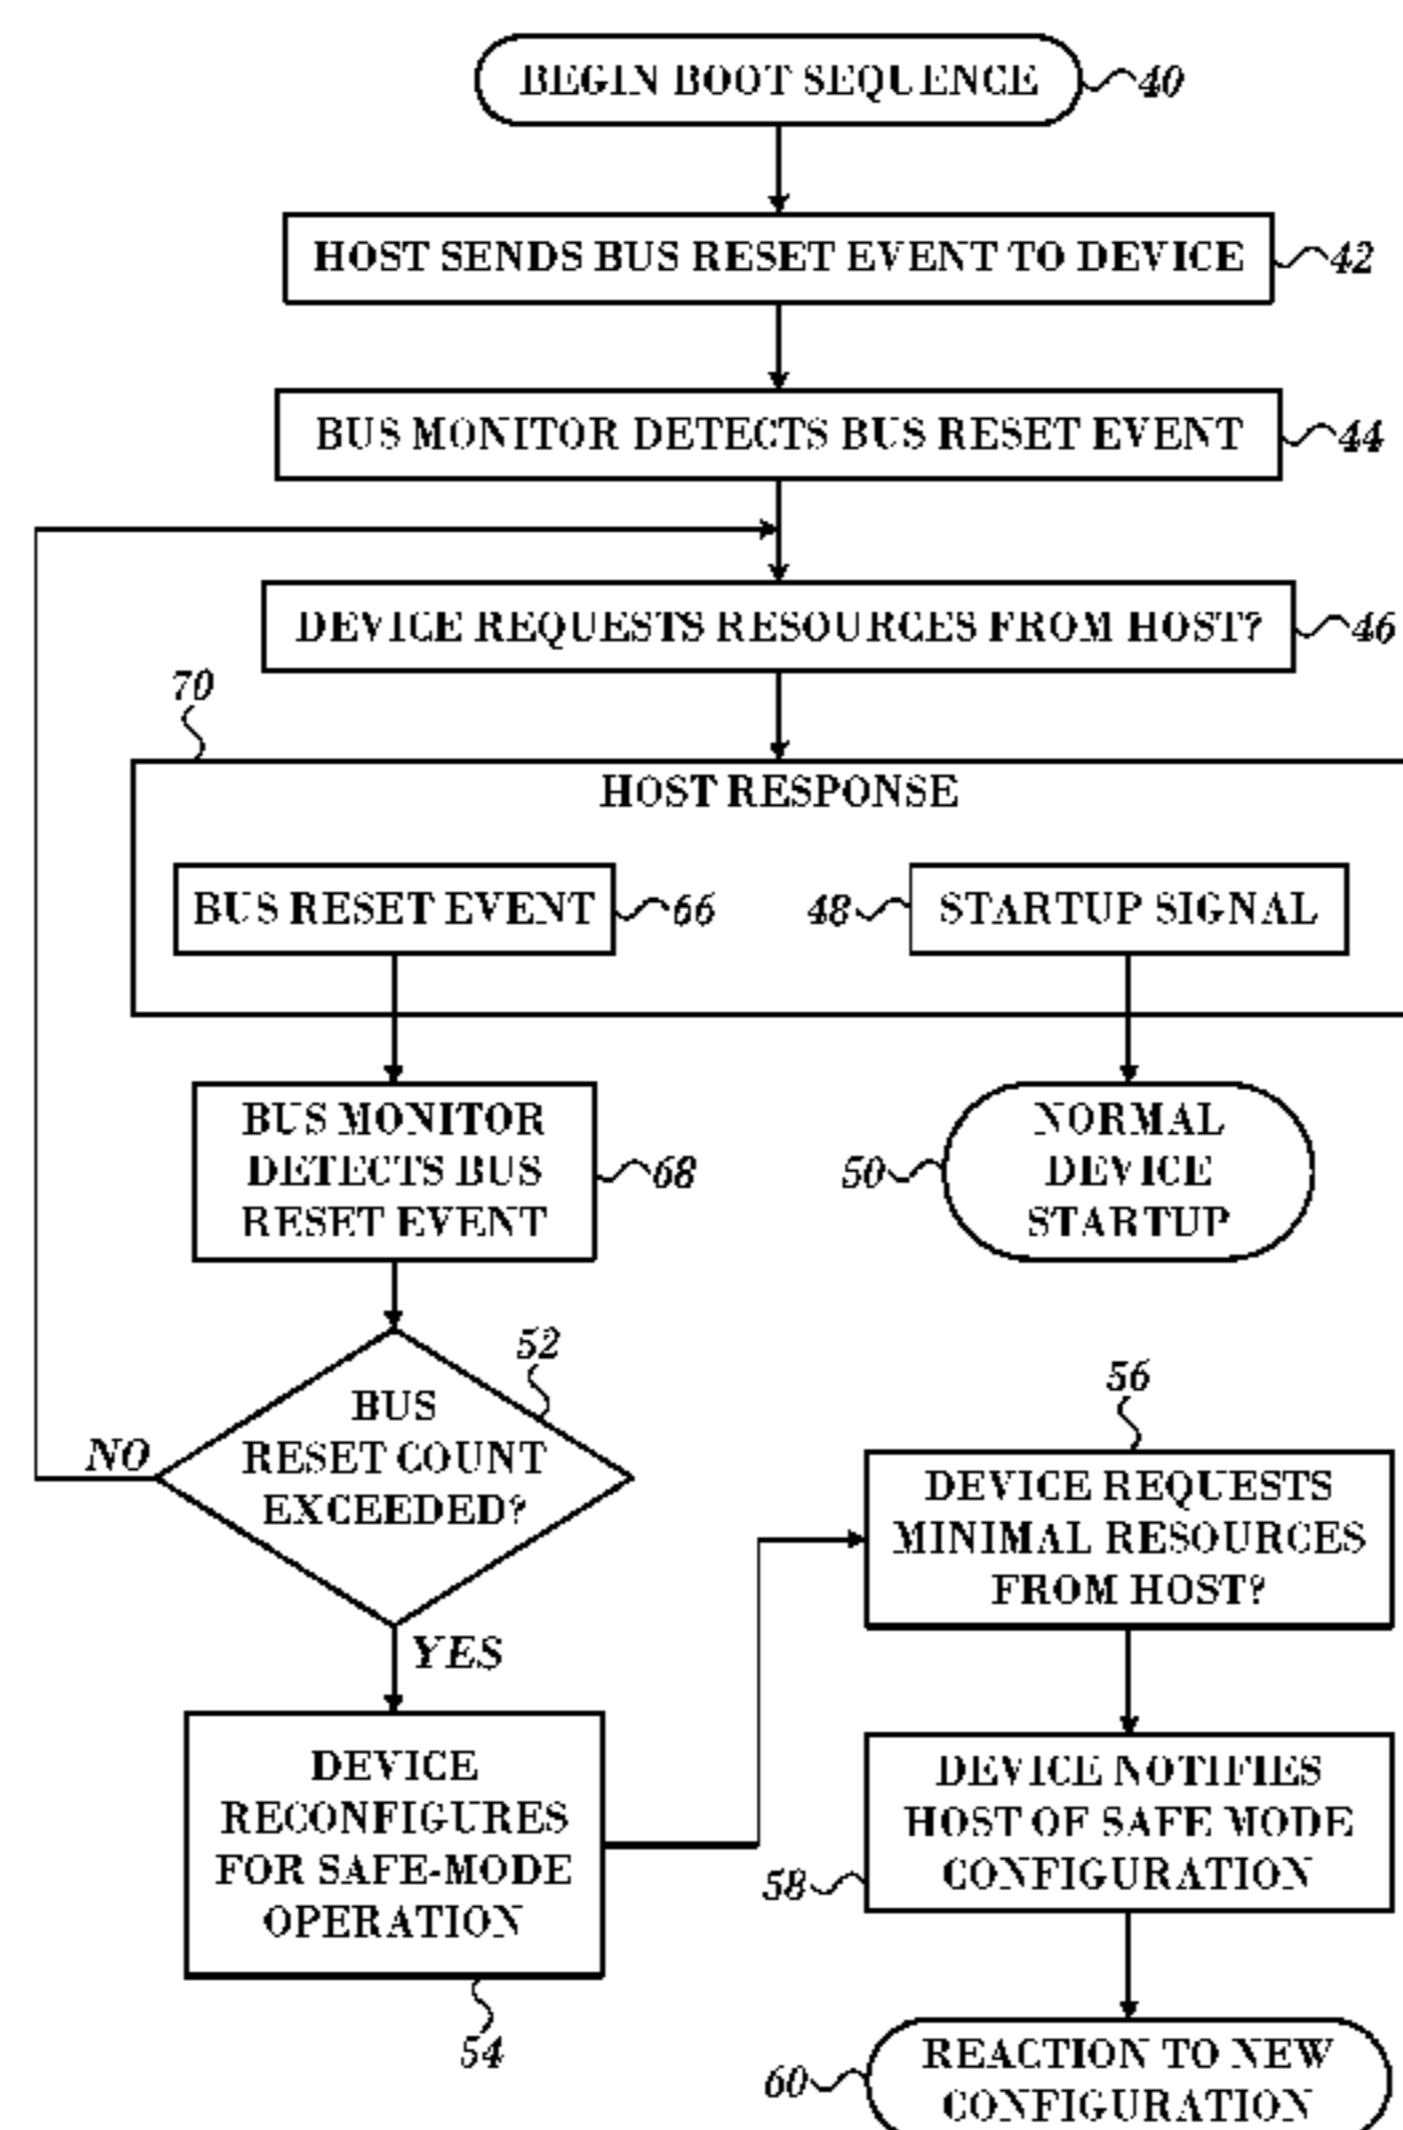 BEGIN BOOT SEQUENCE
40
HOST SENDS BUS RESET EVENT TO DEVICE
42
BUS MONITOR DETECTS BUS RESET EVENT
44
DEVICE REQUESTS RESOURCES FROM HOST?
46
70
HOST RESPONSE
BUS RESET EVENT
66
48
STARTUP SIGNAL
BUS MONITOR
DETECTS BUS
RESET EVENT
68
50
NORMAL
DEVICE
STARTUP
52
BUS
RESET COUNT
EXCEEDED?
NO
YES
56
DEVICE REQUESTS
MINIMAL RESOURCES
FROM HOST?
DEVICE
RECONFIGURES
FOR SAFE-MODE
OPERATION
54
DEVICE NOTIFIES
HOST OF SAFE MODE
CONFIGURATION
58
REACTION TO NEW
CONFIGURATION
60